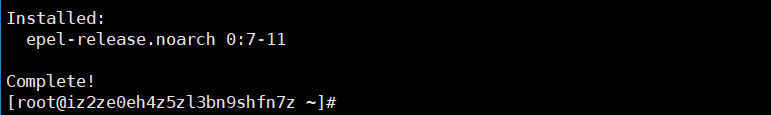 Installed:
epel-release.noarch 0:7-11
Complete!
[root@iz2ze0eh4z5zl3bn9shfn7z ~]#